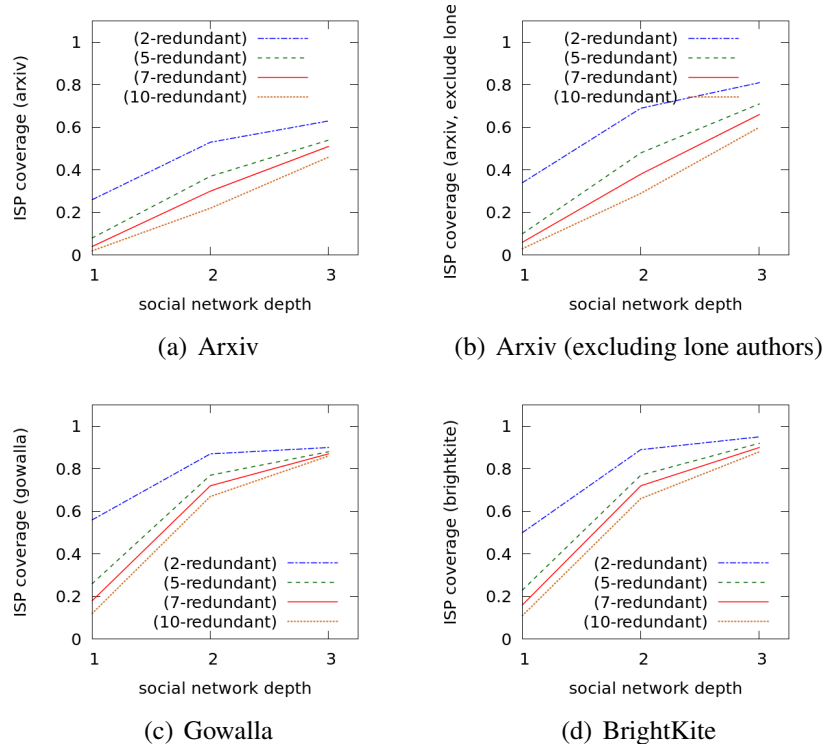 ISP coverage (arxiv)
1
0.8
0.6
0.4
0.2
0
(2-redundant)
(5-redundant)
(7-redundant)
(10-redundant)
1 2 3
social network depth
(a) Arxiv
ISP coverage (arxiv, exclude lone
1
0.8
0.6
0.4
0.2
0
(2-redundant)
(5-redundant)
(7-redundant)
(10-redundant)
1 2 3
social network depth
(b) Arxiv (excluding lone authors)
ISP coverage (gowalla)
1
0.8
0.6
0.4
0.2
0
(2-redundant)
(5-redundant)
(7-redundant)
(10-redundant)
1 2 3
social network depth
(c) Gowalla
ISP coverage (brightkite)
1
0.8
0.6
0.4
0.2
0
(2-redundant)
(5-redundant)
(7-redundant)
(10-redundant)
1 2 3
social network depth
(d) BrightKite